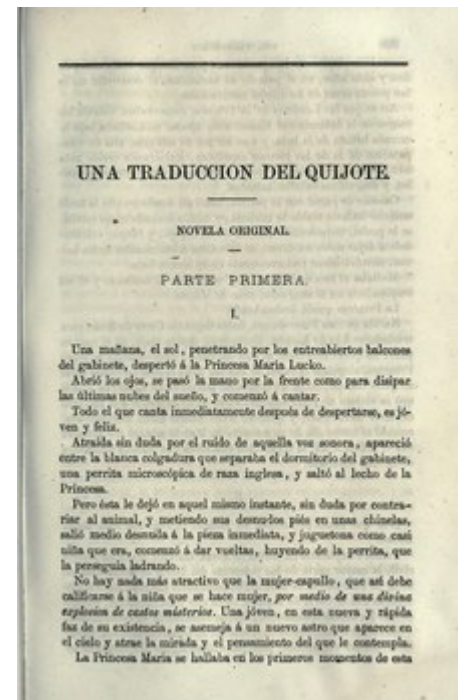 UNA TRADUCCION DEL QUIJOTE.
NOVELA ORIGINAL.
PARTE PRIMERA.
I.
Una mañana, el sol, penetrando por los entreabiertos balcones
del gabinete, despertó á la Princesa María Lucko.
Abrió los ojos, se pasó la mano por la frente como para disipar
las últimas nubes del sueño, y comenzó á cantar.
Todo el que canta inmediatamente después de despertarse, es jó-
ven y feliz.
Atraida sin duda por el ruido de aquella voz sonora, apareció
entre la blanca colgadura que separaba el dormitorio del gabinete,
una perrita microscópica de raza inglesa, y saltó al lecho de la
Princesa.
Pero ésta le dejó en aquel mismo instante, sin duda por contra-
riar al animal, y metiendo sus desnudos piés en unas chinelas,
salió medio desnuda á la pieza inmediata, y juguetona como casi
niña que era, comenzó á dar vueltas, huyendo de la perrita, que
la perseguia ladrando.
No hay nada más atractivo que la mujer-capullo, que así debe
calificarse á la niña que se hace mujer, por medio de una divina
explosion de castos misterios. Una jóven, en esta nueva y rápida
faz de su existencia, se asemeja á un nuevo astro que aparece en
el cielo y atrae la mirada y el pensamiento del que le contempla.
La Princesa María se hallaba en los primeros momentos de esta